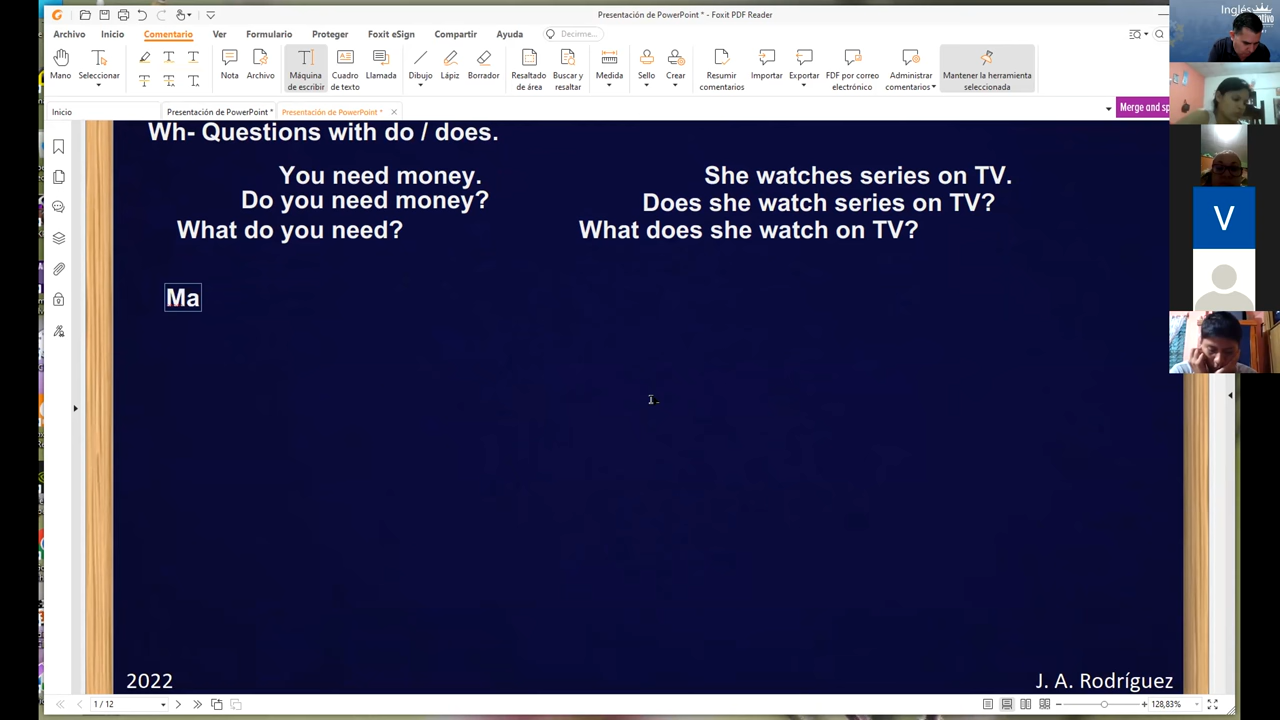 Presentación de PowerPoint * - Foxit PDF Reader
Archivo Inicio Comentario Ver Formulario Proteger Foxit eSign Compartir Ayuda Decirme...
Mano Seleccionar Nota Archivo Máquina de escribir Cuadro de texto Llamada Dibujo Lápiz Borrador Resaltado de área Buscar y resaltar Medida Sello Crear Resumir comentarios Importar Exportar FDF por correo electrónico Administrar comentarios Mantener la herramienta seleccionada
Inicio Presentación de PowerPoint * Presentación de PowerPoint * Merge and sp
Inglés
Wh- Questions with do / does.
You need money.
Do you need money?
What do you need?
She watches series on TV.
Does she watch series on TV?
What does she watch on TV?
V
Ma
2022
J. A. Rodríguez
1 / 12
128,83%